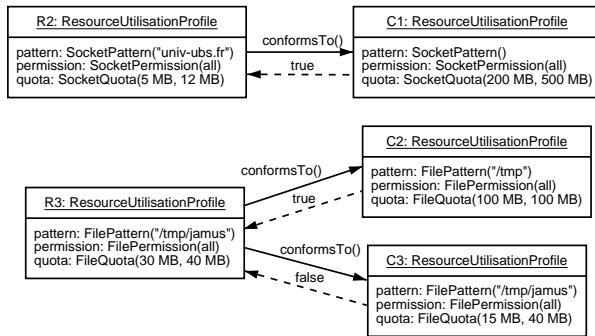 R2: ResourceUtilisationProfile
pattern: SocketPattern("univ-ubs.fr")
permission: SocketPermission(all)
quota: SocketQuota(5 MB, 12 MB)
conformsTo()
true
C1: ResourceUtilisationProfile
pattern: SocketPattern()
permission: SocketPermission(all)
quota: SocketQuota(200 MB, 500 MB)
C2: ResourceUtilisationProfile
pattern: FilePattern("/tmp")
permission: FilePermission(all)
quota: FileQuota(100 MB, 100 MB)
conformsTo()
true
R3: ResourceUtilisationProfile
pattern: FilePattern("/tmp/jamus")
permission: FilePermission(all)
quota: FileQuota(30 MB, 40 MB)
conformsTo()
false
C3: ResourceUtilisationProfile
pattern: FilePattern("/tmp/jamus")
permission: FilePermission(all)
quota: FileQuota(15 MB, 40 MB)